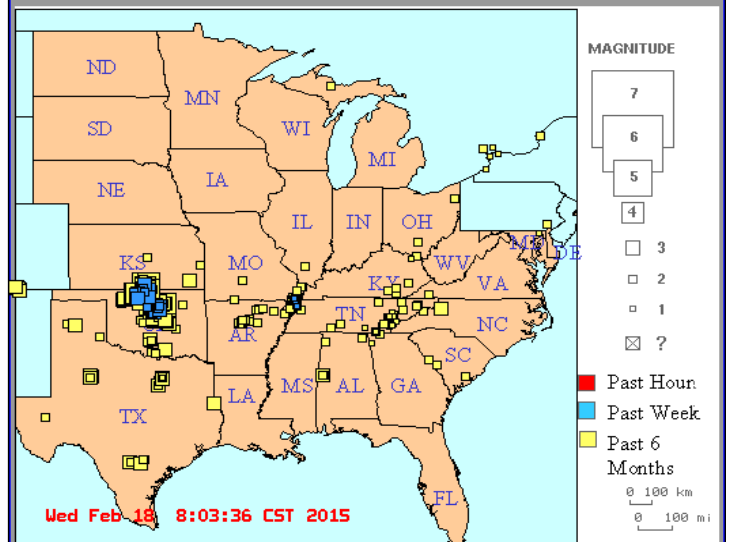 ND
MN
SD
WI
MI
NE
IA
IL
IN
OH
MD
DE
KS
MO
WV
KY
VA
TN
NC
AR
SC
MS
AL
GA
LA
TX
FL
Wed Feb 18 8:03:36 CST 2015
MAGNITUDE
7
6
5
4
3
2
1
?
Past Hour
Past Week
Past 6
Months
0 100 km
0 100 mi